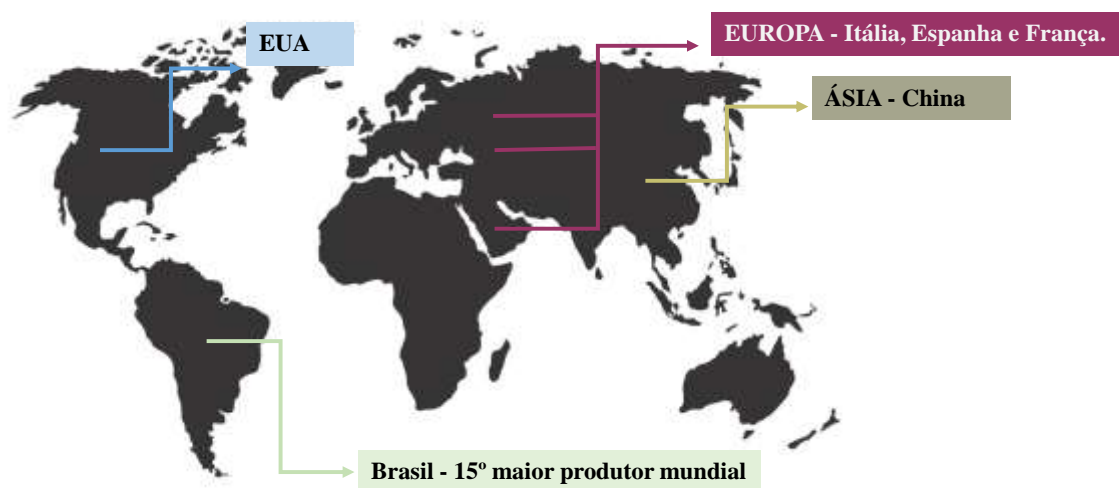 EUA
EUROPA - Itália, Espanha e França.
ÁSIA - China
Brasil - 15º maior produtor mundial